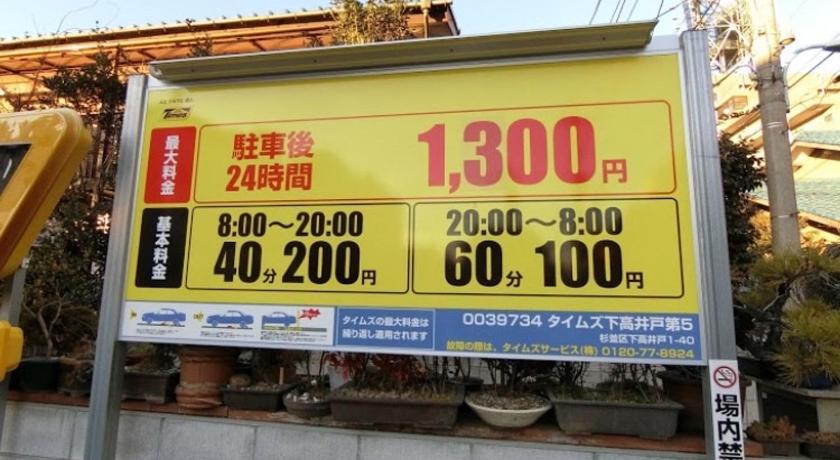 Times
最大料金
駐車後
24時間
1,300円
基本料金
8:00～20:00
40分 200円
20:00～8:00
60分 100円
タイムズの最大料金は
繰り返し適用されます
0039734 タイムズ下高井戸第5
杉並区下高井戸1-40
故障の際は、タイムズサービス(株) 0120-77-8924
場内禁